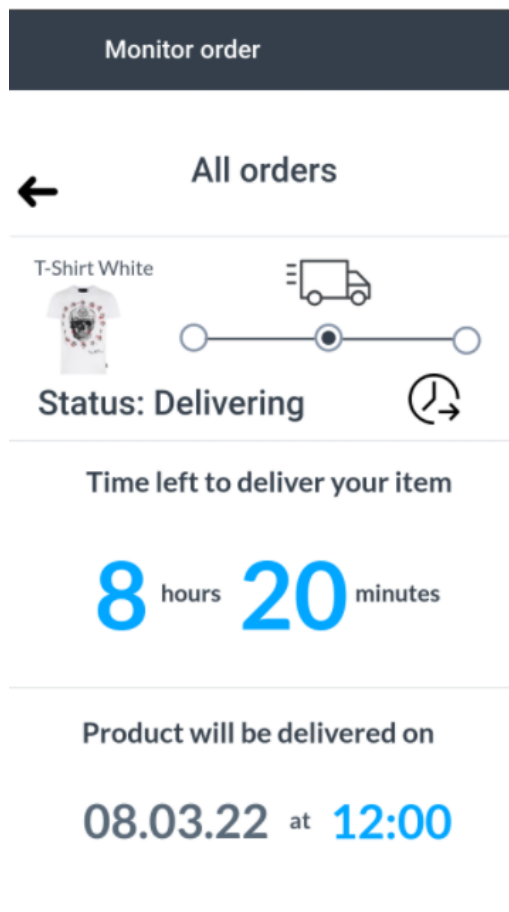 Monitor order
All orders
T-Shirt White
Status: Delivering
Time left to deliver your item
8 hours 20 minutes
Product will be delivered on
08.03.22 at 12:00